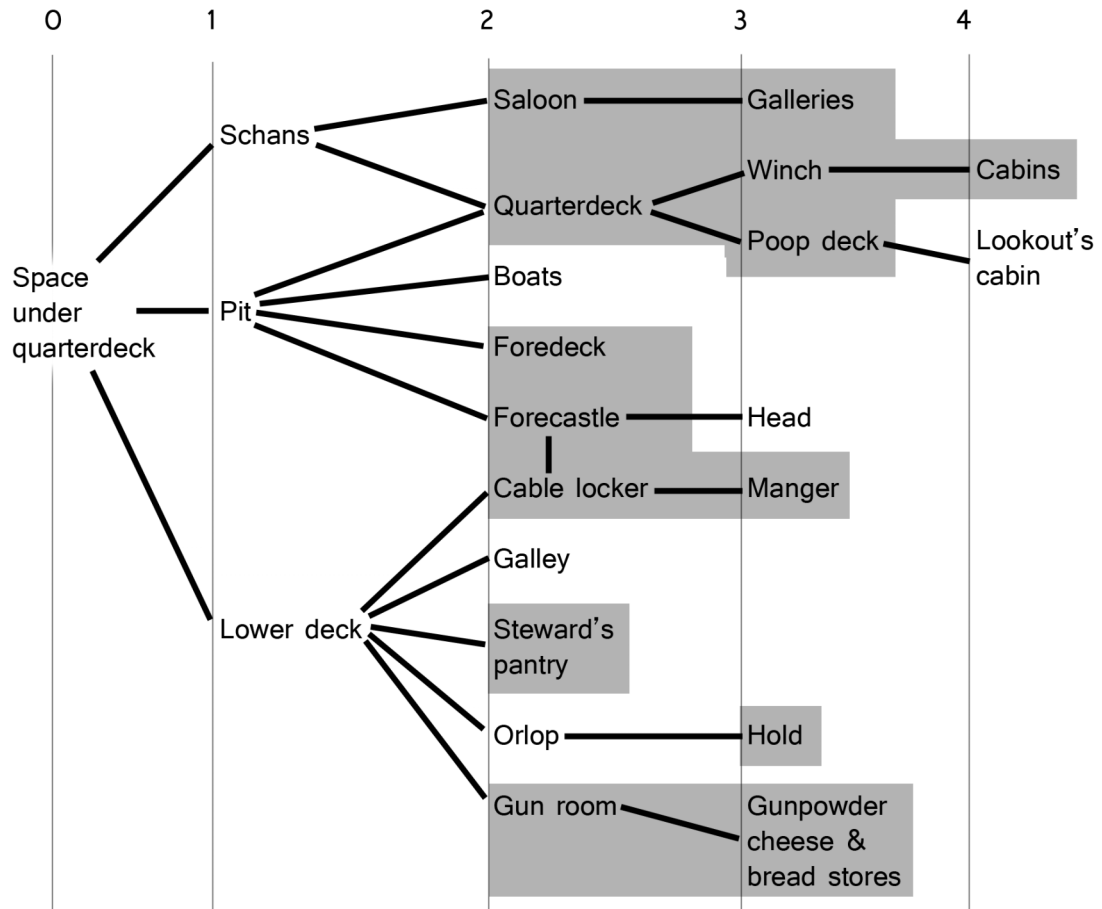 0 1 2 3 4
Saloon Galleries
Schans
Winch Cabins
Quarterdeck
Poop deck Lookout's
cabin
Space
under
quarterdeck
Boats
Pit
Foredeck
Forecastle Head
Cable locker Manger
Galley
Lower deck
Steward's
pantry
Orlop Hold
Gun room Gunpowder
cheese &
bread stores